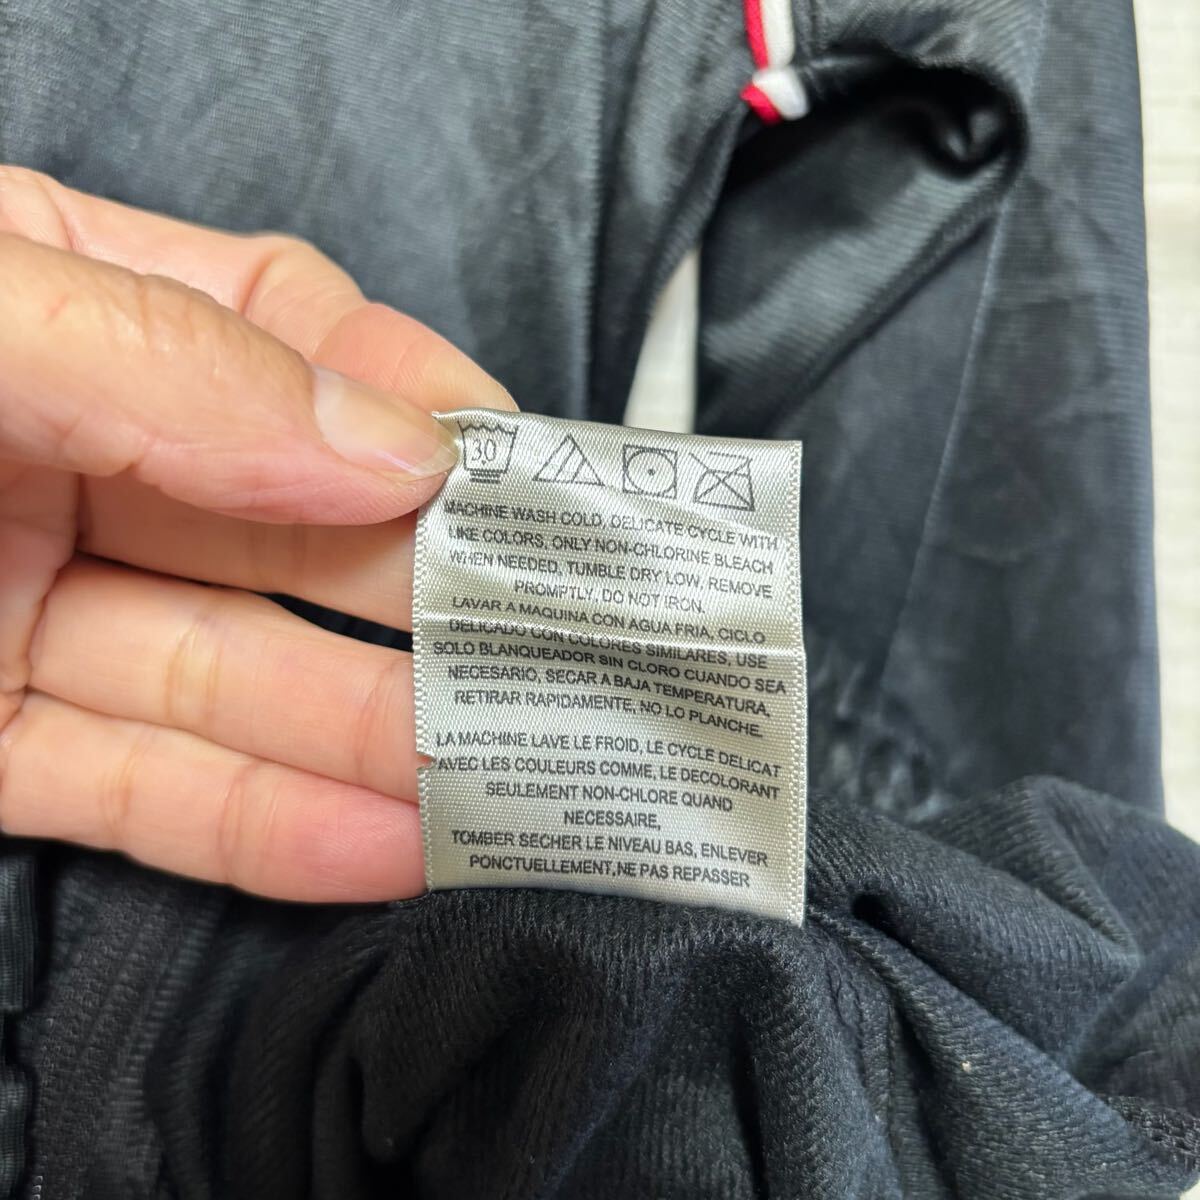 30
MACHINE WASH COLD, DELICATE CYCLE WITH
LIKE COLORS, ONLY NON-CHLORINE BLEACH
WHEN NEEDED, TUMBLE DRY LOW, REMOVE
PROMPTLY. DO NOT IRON.
LAVAR A MAQUINA CON AGUA FRIA, CICLO
DELICADO CON COLORES SIMILARES, USE
SOLO BLANQUEADOR SIN CLORO CUANDO SEA
NECESARIO, SECAR A BAJA TEMPERATURA,
RETIRAR RAPIDAMENTE, NO LO PLANCHE.
LA MACHINE LAVE LE FROID, LE CYCLE DELICAT
AVEC LES COULEURS COMME, LE DECOLORANT
SEULEMENT NON-CHLORE QUAND
NECESSAIRE,
TOMBER SECHER LE NIVEAU BAS, ENLEVER
PONCTUELLEMENT,NE PAS REPASSER